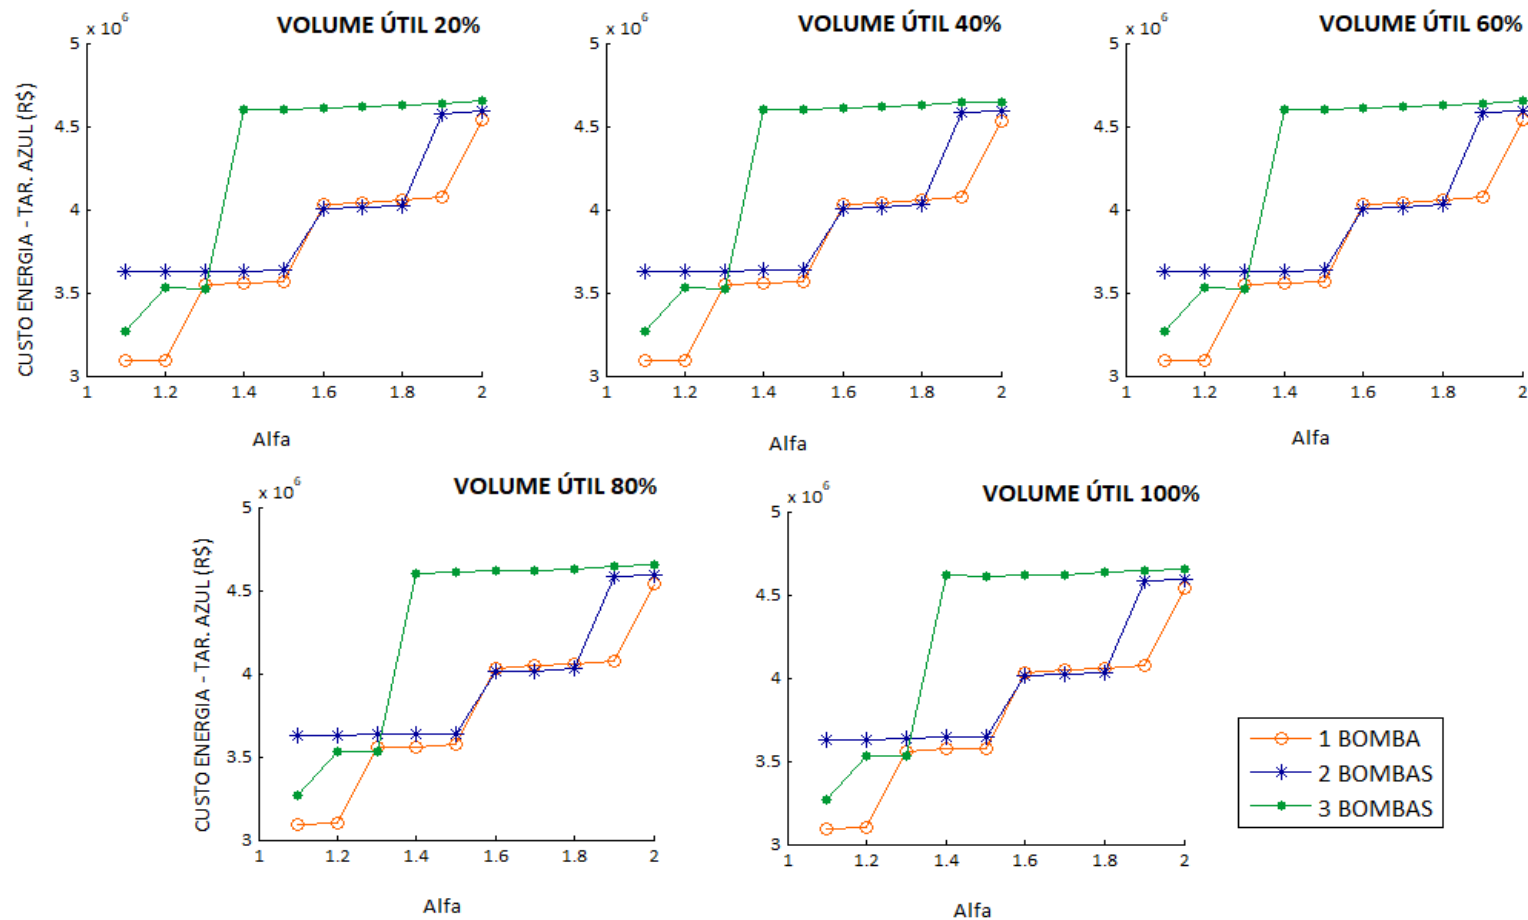 x 10^6
VOLUME ÚTIL 20%
CUSTO ENERGIA - TAR. AZUL (R$)
5
4.5
4
3.5
3
1
1.2
1.4
1.6
1.8
2
Alfa
x 10^6
VOLUME ÚTIL 40%
5
4.5
4
3.5
3
1
1.2
1.4
1.6
1.8
2
Alfa
x 10^6
VOLUME ÚTIL 60%
5
4.5
4
3.5
3
1
1.2
1.4
1.6
1.8
2
Alfa
x 10^6
VOLUME ÚTIL 80%
CUSTO ENERGIA - TAR. AZUL (R$)
5
4.5
4
3.5
3
1
1.2
1.4
1.6
1.8
2
Alfa
x 10^6
VOLUME ÚTIL 100%
5
4.5
4
3.5
3
1
1.2
1.4
1.6
1.8
2
Alfa
1 BOMBA
2 BOMBAS
3 BOMBAS